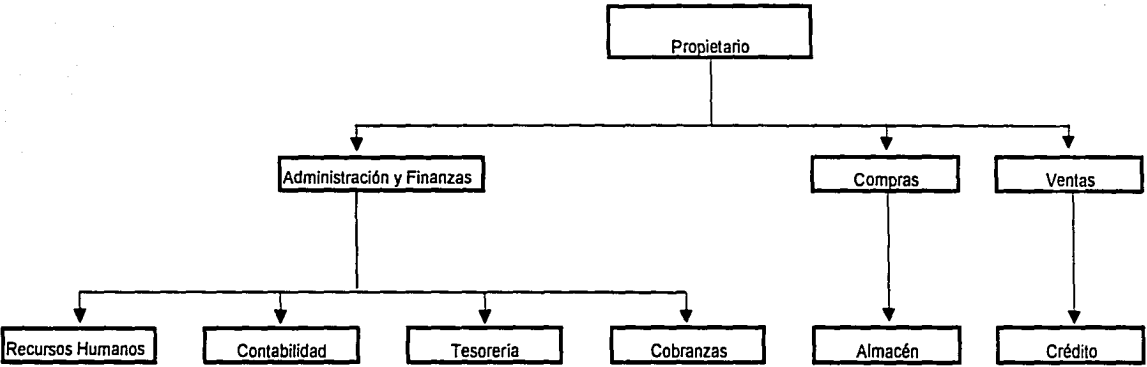 Propietario
Administración y Finanzas
Compras
Ventas
Recursos Humanos
Contabilidad
Tesorería
Cobranzas
Almacén
Crédito